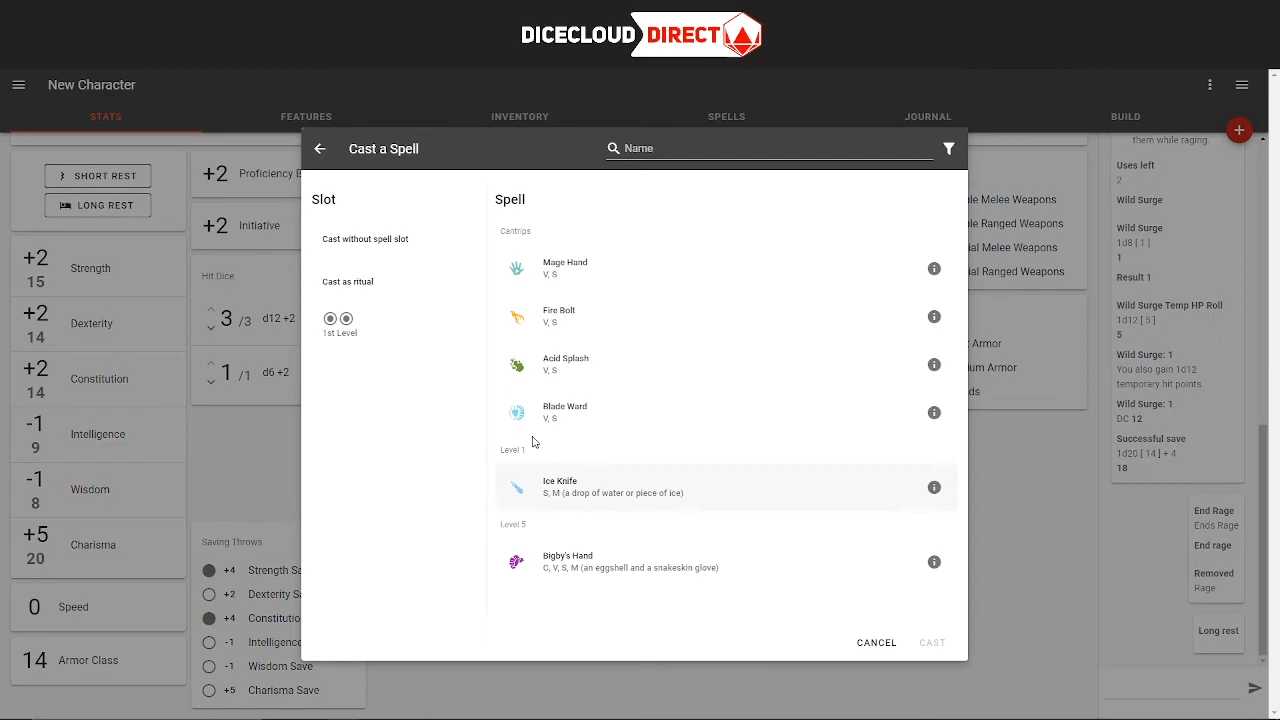 DICECLOUD DIRECT
New Character
STATS
FEATURES
INVENTORY
SPELLS
JOURNAL
BUILD
SHORT REST
LONG REST
+2
15
Strength
+2
14
Dexterity
+2
14
Constitution
-1
9
Intelligence
-1
8
Wisdom
+5
20
Charisma
0 Speed
14 Armor Class
+2 Proficiency B
+2 Initiative
Hit Dice
3 /3 d12 +2
1 /1 d6 +2
Saving Throws
+4 Strength Sa
+2 Dexterity Sa
+4 Constitutio
-1 Intelligence
-1 Wisdom Save
+5 Charisma Save
Cast a Spell
Name
Slot
Cast without spell slot
Cast as ritual
1st Level
Spell
Cantrips
Mage Hand
V, S
Fire Bolt
V, S
Acid Splash
V, S
Blade Ward
V, S
Level 1
Ice Knife
S, M (a drop of water or piece of ice)
Level 5
Bigby's Hand
C, V, S, M (an eggshell and a snakeskin glove)
CANCEL
CAST
ple Melee Weapons
ple Ranged Weapons
tial Melee Weapons
tial Ranged Weapons
t Armor
ium Armor
ds
them while raging.
Uses left
2
Wild Surge
Wild Surge
1d8 [ 1 ]
1
Result 1
Wild Surge Temp HP Roll
1d12 [ 5 ]
5
Wild Surge: 1
You also gain 1d12
temporary hit points.
Wild Surge: 1
DC 12
Successful save
1d20 [ 14 ] + 4
18
End Rage
Ends Rage
End rage
Removed
Rage
Long rest